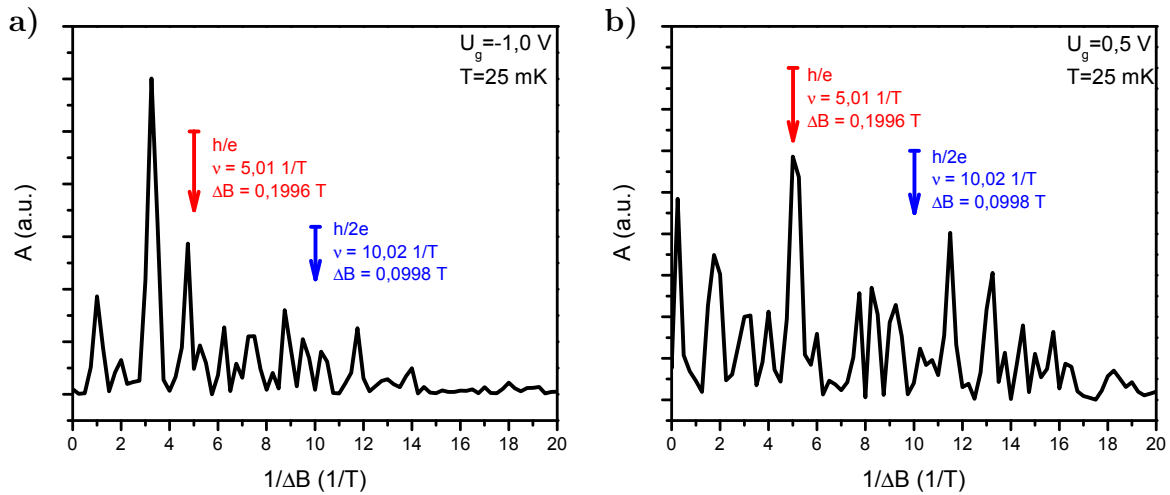 a)
U_g=-1,0 V
T=25 mK
h/e
ν = 5,01 1/T
ΔB = 0,1996 T
h/2e
ν = 10,02 1/T
ΔB = 0,0998 T
A (a.u.)
0 2 4 6 8 10 12 14 16 18 20
1/ΔB (1/T)
b)
U_g=0,5 V
T=25 mK
h/e
ν = 5,01 1/T
ΔB = 0,1996 T
h/2e
ν = 10,02 1/T
ΔB = 0,0998 T
A (a.u.)
0 2 4 6 8 10 12 14 16 18 20
1/ΔB (1/T)